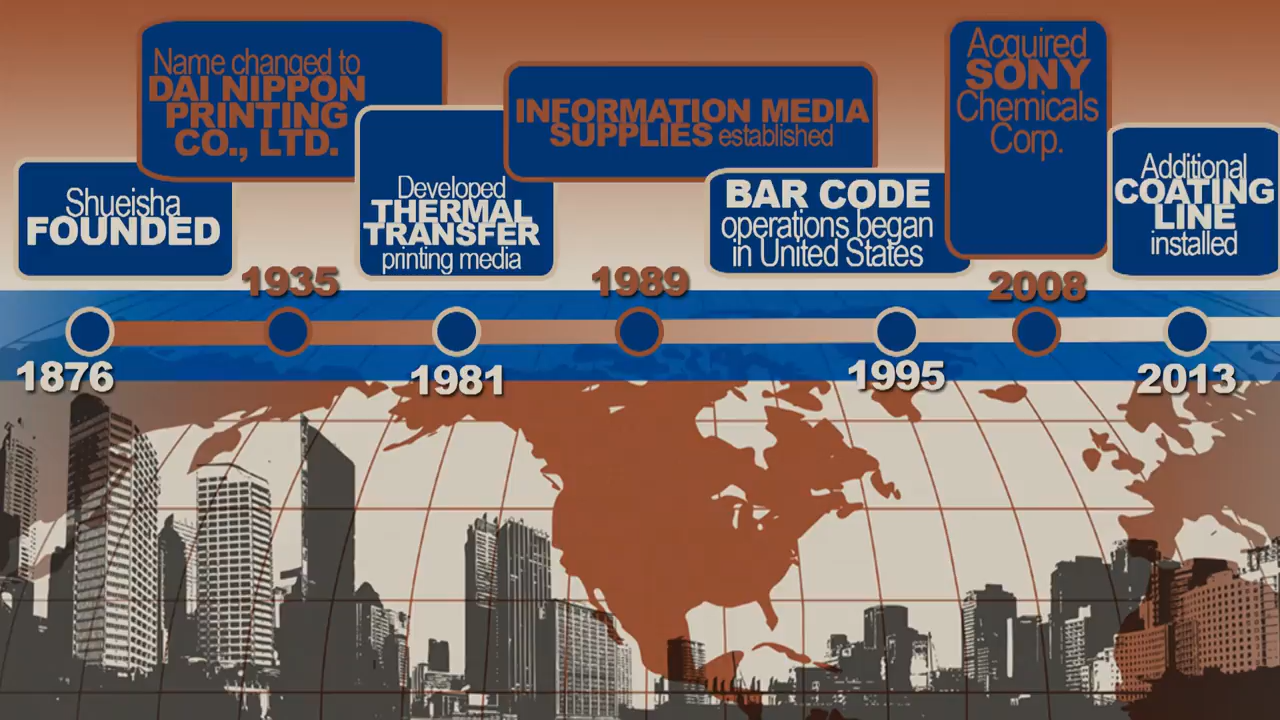 Name changed to
DAI NIPPON
PRINTING
CO., LTD.
Acquired
SONY
Chemicals
Corp.
INFORMATION MEDIA
SUPPLIES established
Shueisha
FOUNDED
Developed
THERMAL
TRANSFER
printing media
BAR CODE
operations began
in United States
Additional
COATING
LINE
installed
1935
1989
2008
1876
1981
1995
2013